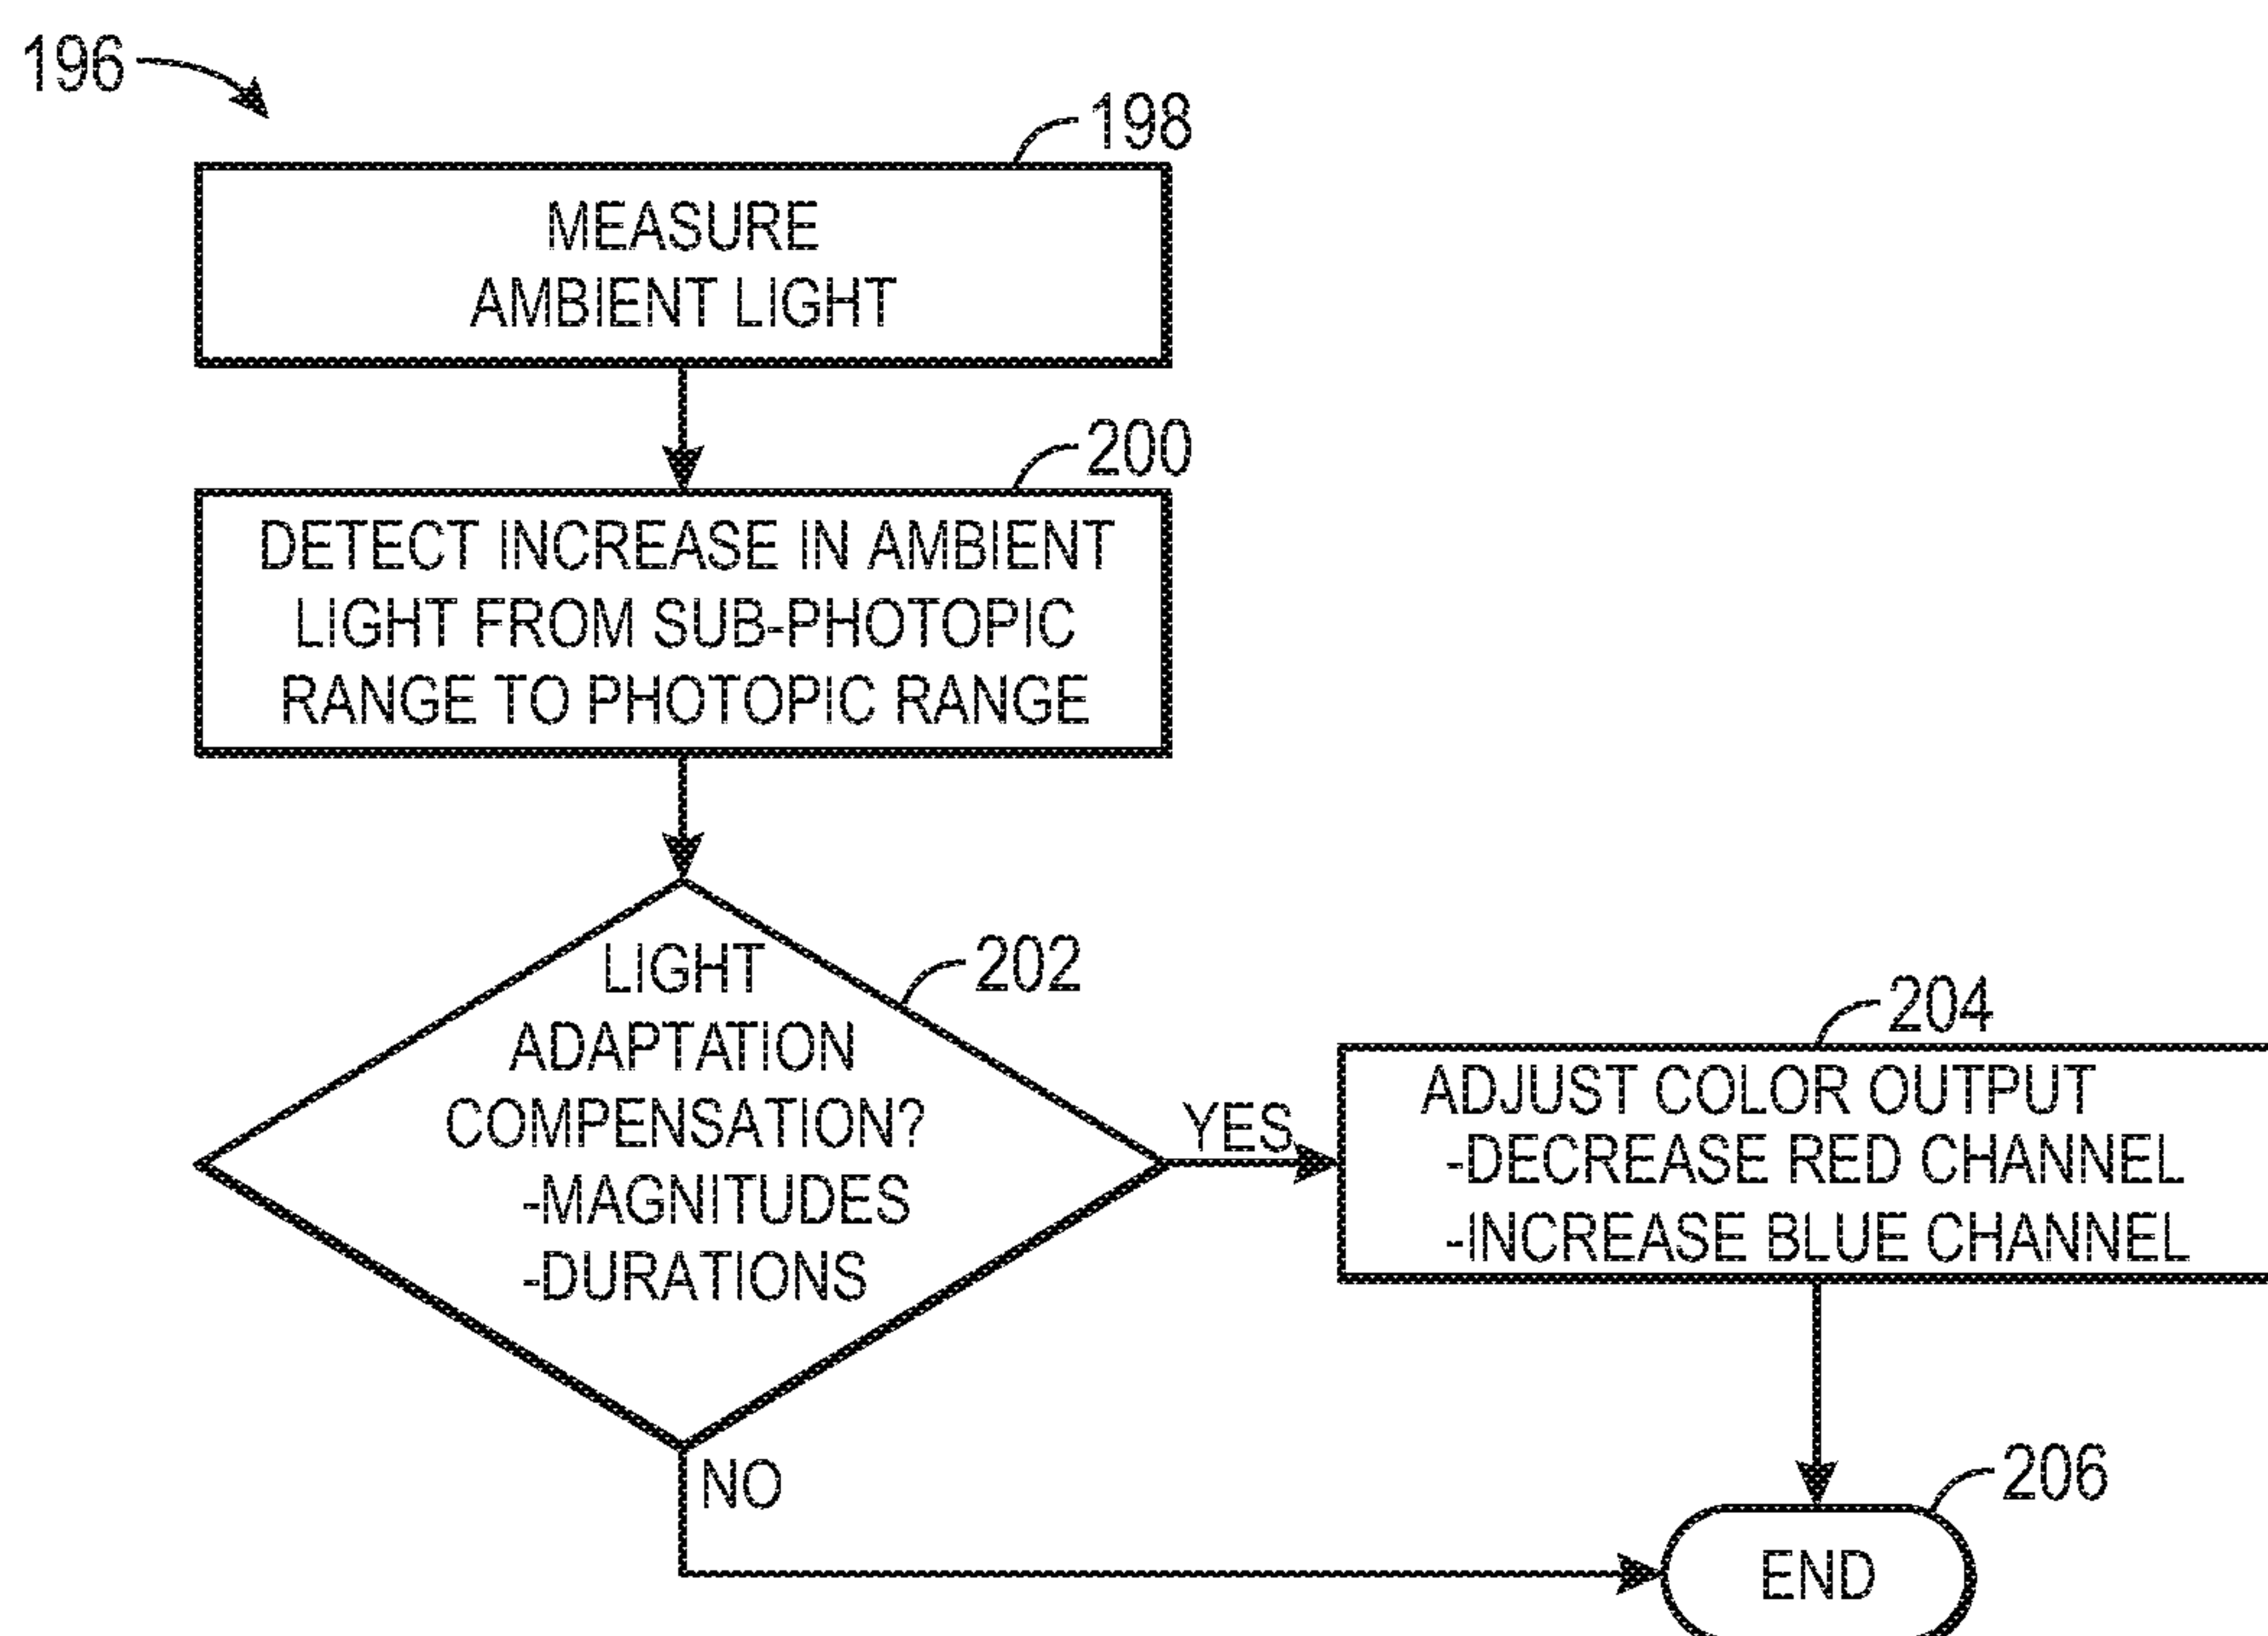 196
198
MEASURE
AMBIENT LIGHT
200
DETECT INCREASE IN AMBIENT
LIGHT FROM SUB-PHOTOPIC
RANGE TO PHOTOPIC RANGE
202
LIGHT
ADAPTATION
COMPENSATION?
-MAGNITUDES
-DURATIONS
YES
204
ADJUST COLOR OUTPUT
-DECREASE RED CHANNEL
-INCREASE BLUE CHANNEL
NO
206
END